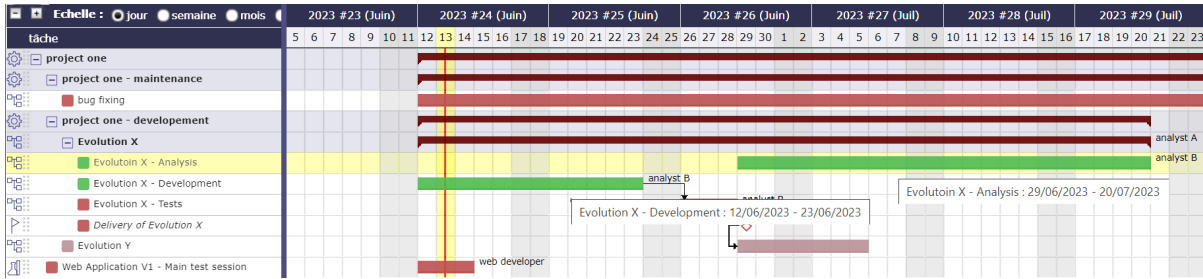 Echelle : jour semaine mois 2023 #23 (Juin) 2023 #24 (Juin) 2023 #25 (Juin) 2023 #26 (Juin) 2023 #27 (Juil) 2023 #28 (Juil) 2023 #29 (Juil)
tâche 5 6 7 8 9 10 11 12 13 14 15 16 17 18 19 20 21 22 23 24 25 26 27 28 29 30 1 2 3 4 5 6 7 8 9 10 11 12 13 14 15 16 17 18 19 20 21 22 23
project one
project one - maintenance
bug fixing
project one - developement
Evolution X analyst A
Evolutoin X - Analysis analyst B
Evolution X - Development analyst B
Evolutoin X - Analysis : 29/06/2023 - 20/07/2023
Evolution X - Tests
Evolution X - Development : 12/06/2023 - 23/06/2023
Delivery of Evolution X
Evolution Y
Web Application V1 - Main test session web developer